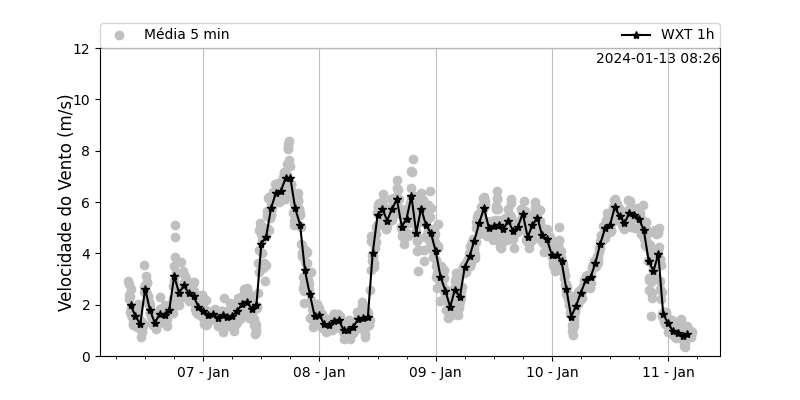 Média 5 min
WXT 1h
2024-01-13 08:26
Velocidade do Vento (m/s)
12
10
8
6
4
2
0
07 - Jan
08 - Jan
09 - Jan
10 - Jan
11 - Jan